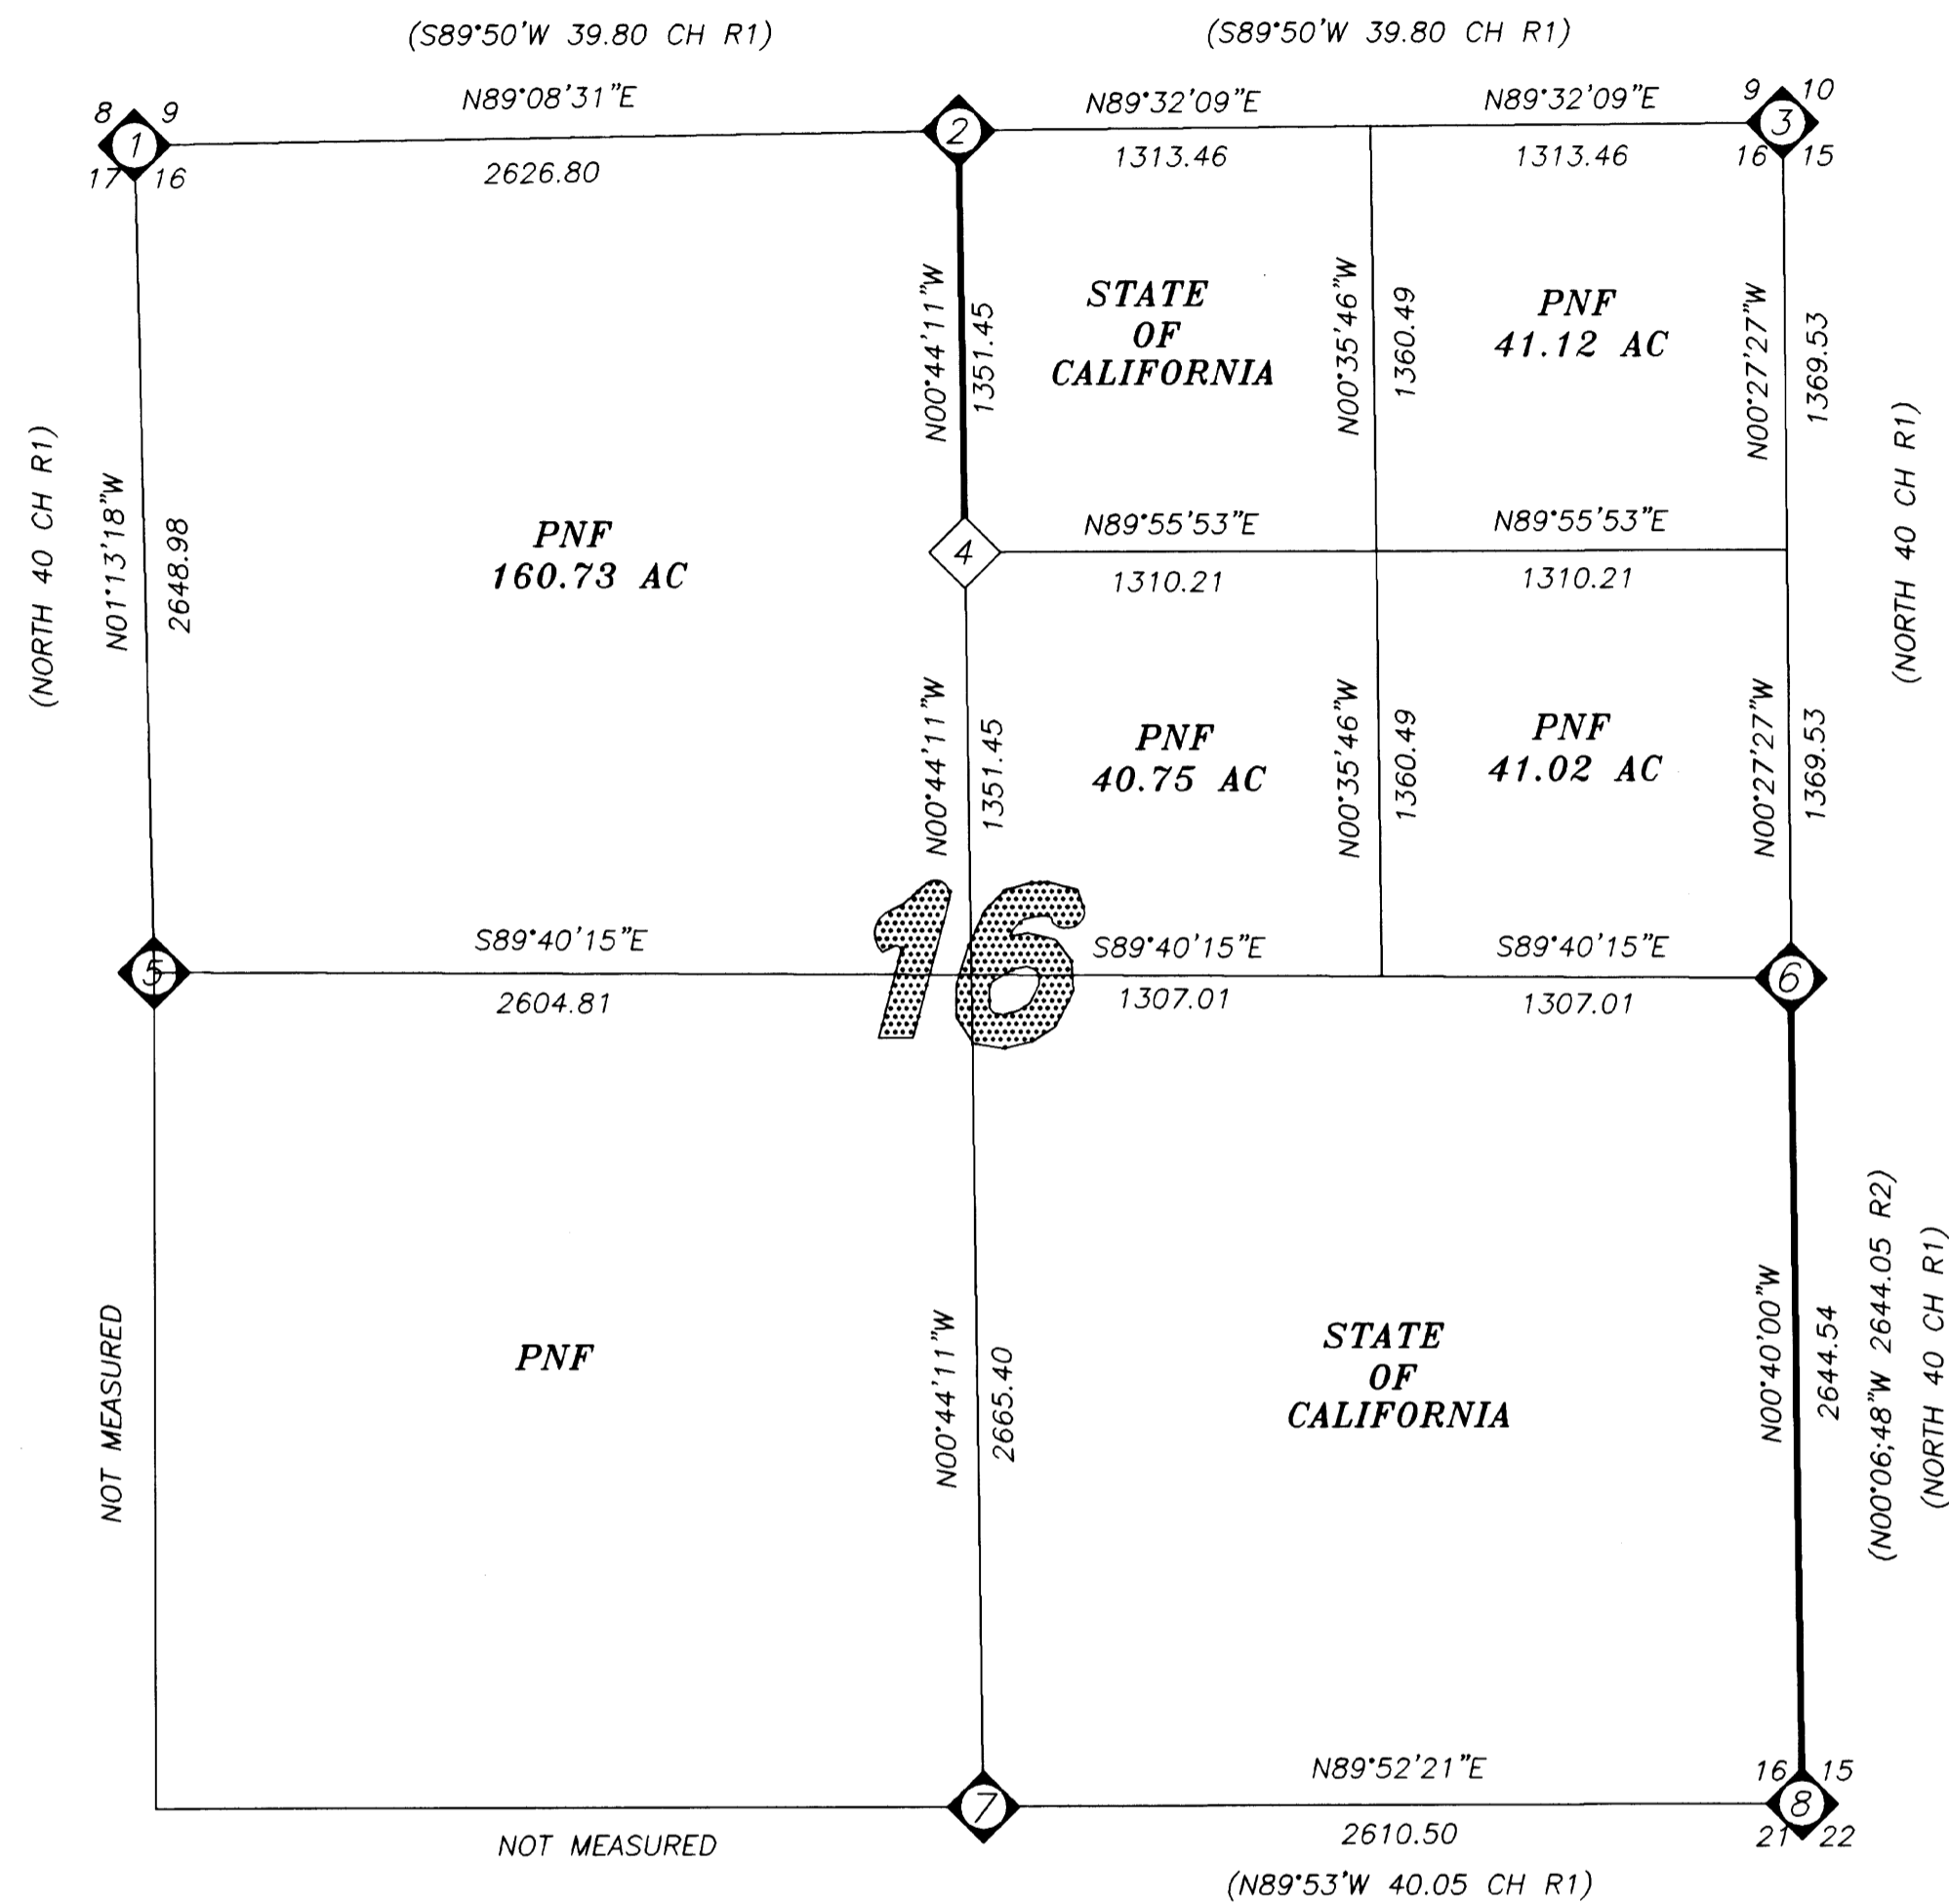 (S89°50'W 39.80 CH R1)
(S89°50'W 39.80 CH R1)
N89°08'31"E
2626.80
N89°32'09"E
1313.46
N89°32'09"E
1313.46
8 9
1
17 16
2
9 10
3
16 15
(NORTH 40 CH R1)
N01°13'18"W
2648.98
PNF
160.73 AC
N00°44'11"W
1351.45
STATE
OF
CALIFORNIA
N00°35'46"W
1360.49
PNF
41.12 AC
N00°27'27"W
1369.53
(NORTH 40 CH R1)
4
N89°55'53"E
1310.21
N89°55'53"E
1310.21
N00°44'11"W
1351.45
PNF
40.75 AC
N00°35'46"W
1360.49
PNF
41.02 AC
N00°27'27"W
1369.53
5
S89°40'15"E
2604.81
16
S89°40'15"E
1307.01
S89°40'15"E
1307.01
6
NOT MEASURED
PNF
N00°44'11"W
2665.40
STATE
OF
CALIFORNIA
N00°40'00"W
2644.54
(N00°06;48"W 2644.05 R2)
(NORTH 40 CH R1)
NOT MEASURED
7
N89°52'21"E
2610.50
(N89°53'W 40.05 CH R1)
16 15
8
21 22